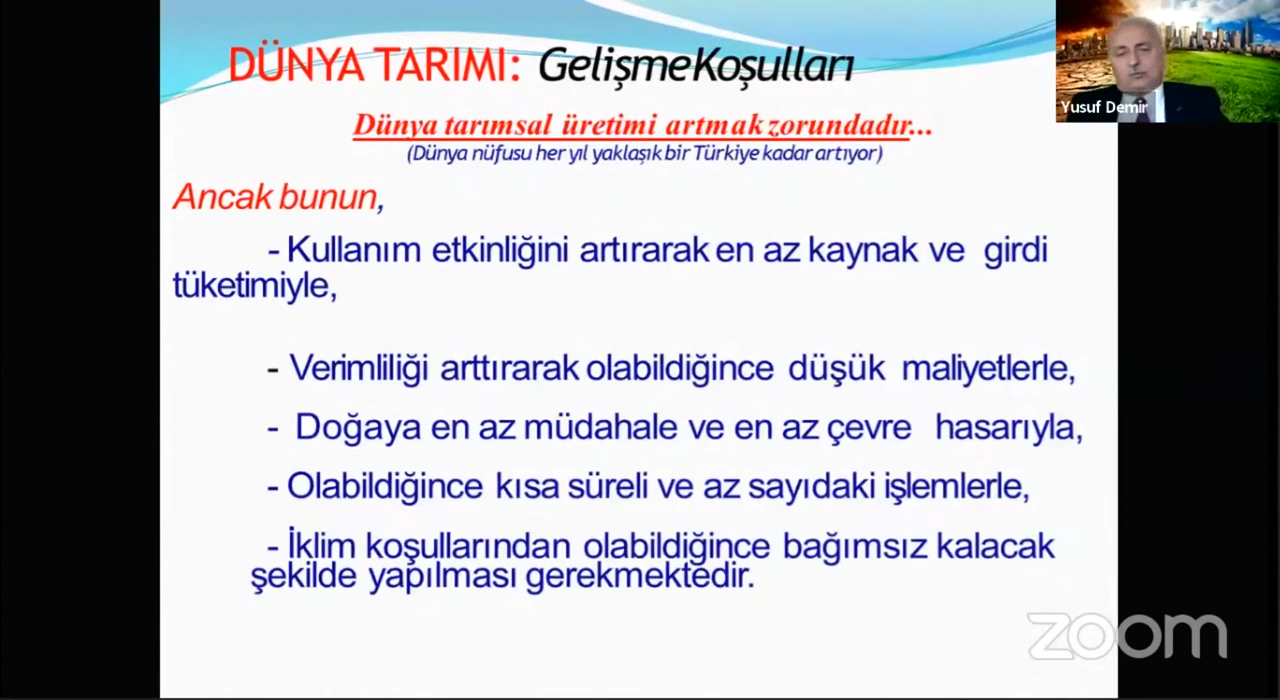 DÜNYA TARIMI: Gelişme Koşulları
Dünya tarımsal üretimi artmak zorundadır...
(Dünya nüfusu her yıl yaklaşık bir Türkiye kadar artıyor)
Ancak bunun,
- Kullanım etkinliğini artırarak en az kaynak ve girdi
tüketimiyle,
- Verimliliği arttırarak olabildiğince düşük maliyetlerle,
- Doğaya en az müdahale ve en az çevre hasarıyla,
- Olabildiğince kısa süreli ve az sayıdaki işlemlerle,
- İklim koşullarından olabildiğince bağımsız kalacak
şekilde yapılması gerekmektedir.
Yusuf Demir
zoom